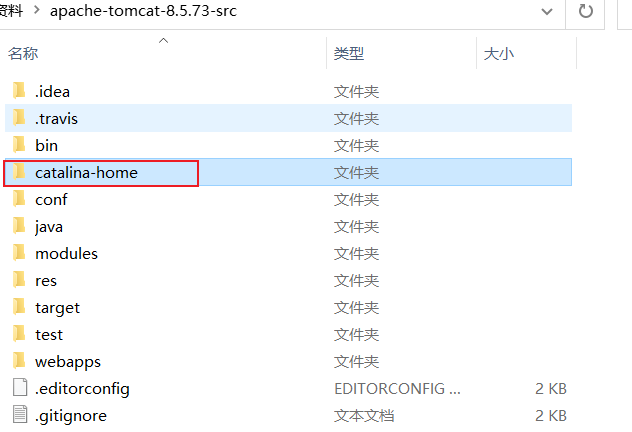 资料 > apache-tomcat-8.5.73-src
名称 类型 大小
.idea 文件夹
.travis 文件夹
bin 文件夹
catalina-home 文件夹
conf 文件夹
java 文件夹
modules 文件夹
res 文件夹
target 文件夹
test 文件夹
webapps 文件夹
.editorconfig EDITORCONFIG ... 2 KB
.gitignore 文本文档 2 KB